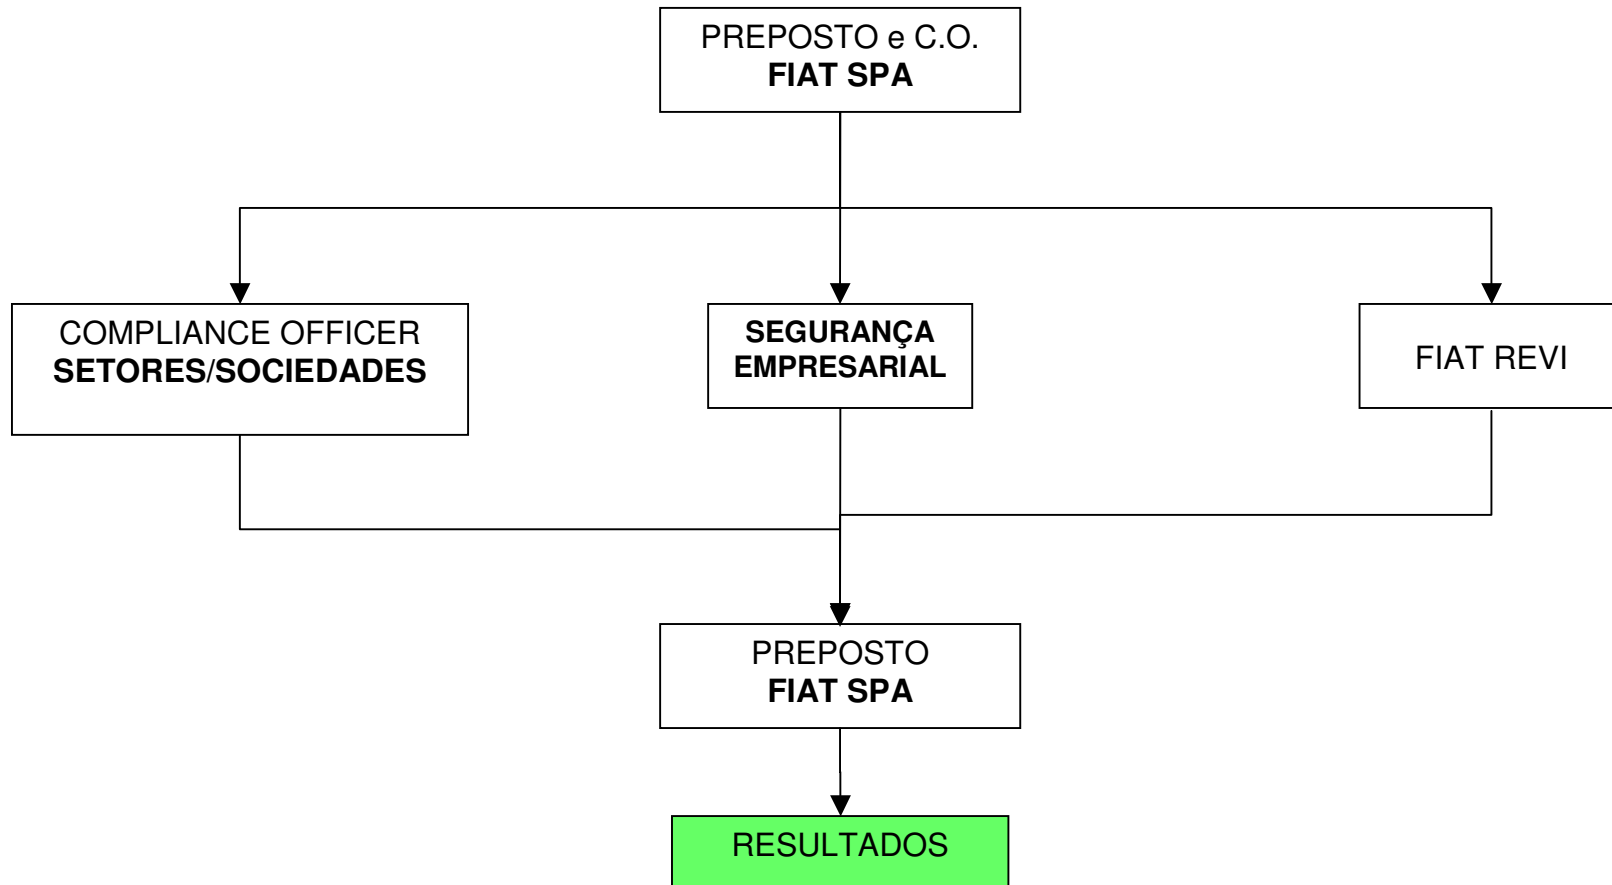 PREPOSTO e C.O.
FIAT SPA
COMPLIANCE OFFICER
SETORES/SOCIEDADES
SEGURANÇA
EMPRESARIAL
FIAT REVI
PREPOSTO
FIAT SPA
RESULTADOS